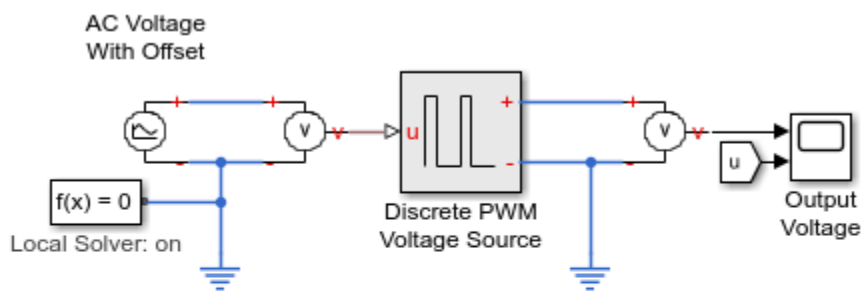 AC Voltage
With Offset
+ + + +
V v u V v
u
- - - -
f(x) = 0
Local Solver: on
Discrete PWM
Voltage Source
Output
Voltage